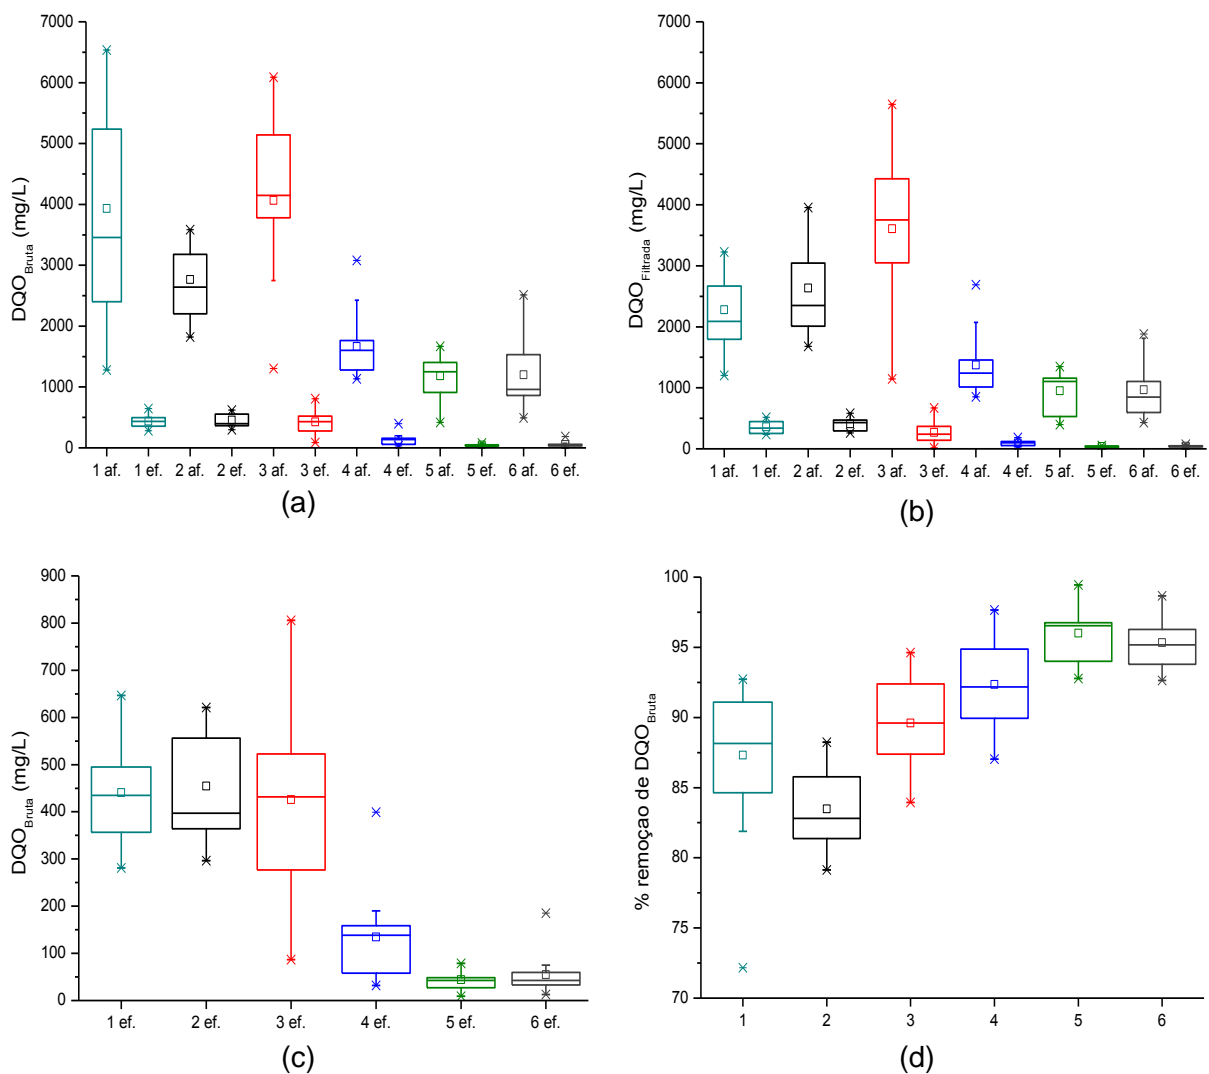 7000
6000
5000
4000
3000
2000
1000
0
DQO_Bruta (mg/L)
1 af. 1 ef. 2 af. 2 ef. 3 af. 3 ef. 4 af. 4 ef. 5 af. 5 ef. 6 af. 6 ef.
(a)
7000
6000
5000
4000
3000
2000
1000
0
DQO_Filtrada (mg/L)
1 af. 1 ef. 2 af. 2 ef. 3 af. 3 ef. 4 af. 4 ef. 5 af. 5 ef. 6 af. 6 ef.
(b)
900
800
700
600
500
400
300
200
100
0
DQO_Bruta (mg/L)
1 ef. 2 ef. 3 ef. 4 ef. 5 ef. 6 ef.
(c)
100
95
90
85
80
75
70
% remoçao de DQO_Bruta
1 2 3 4 5 6
(d)